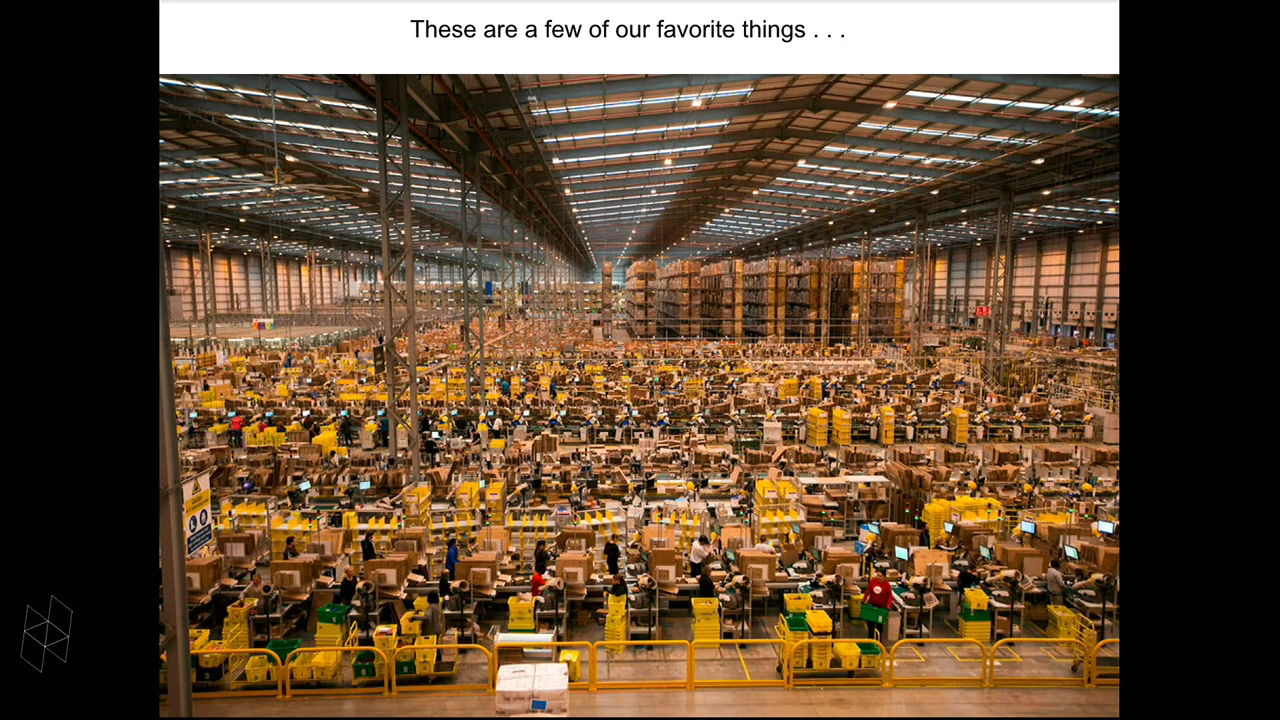 These are a few of our favorite things . . .